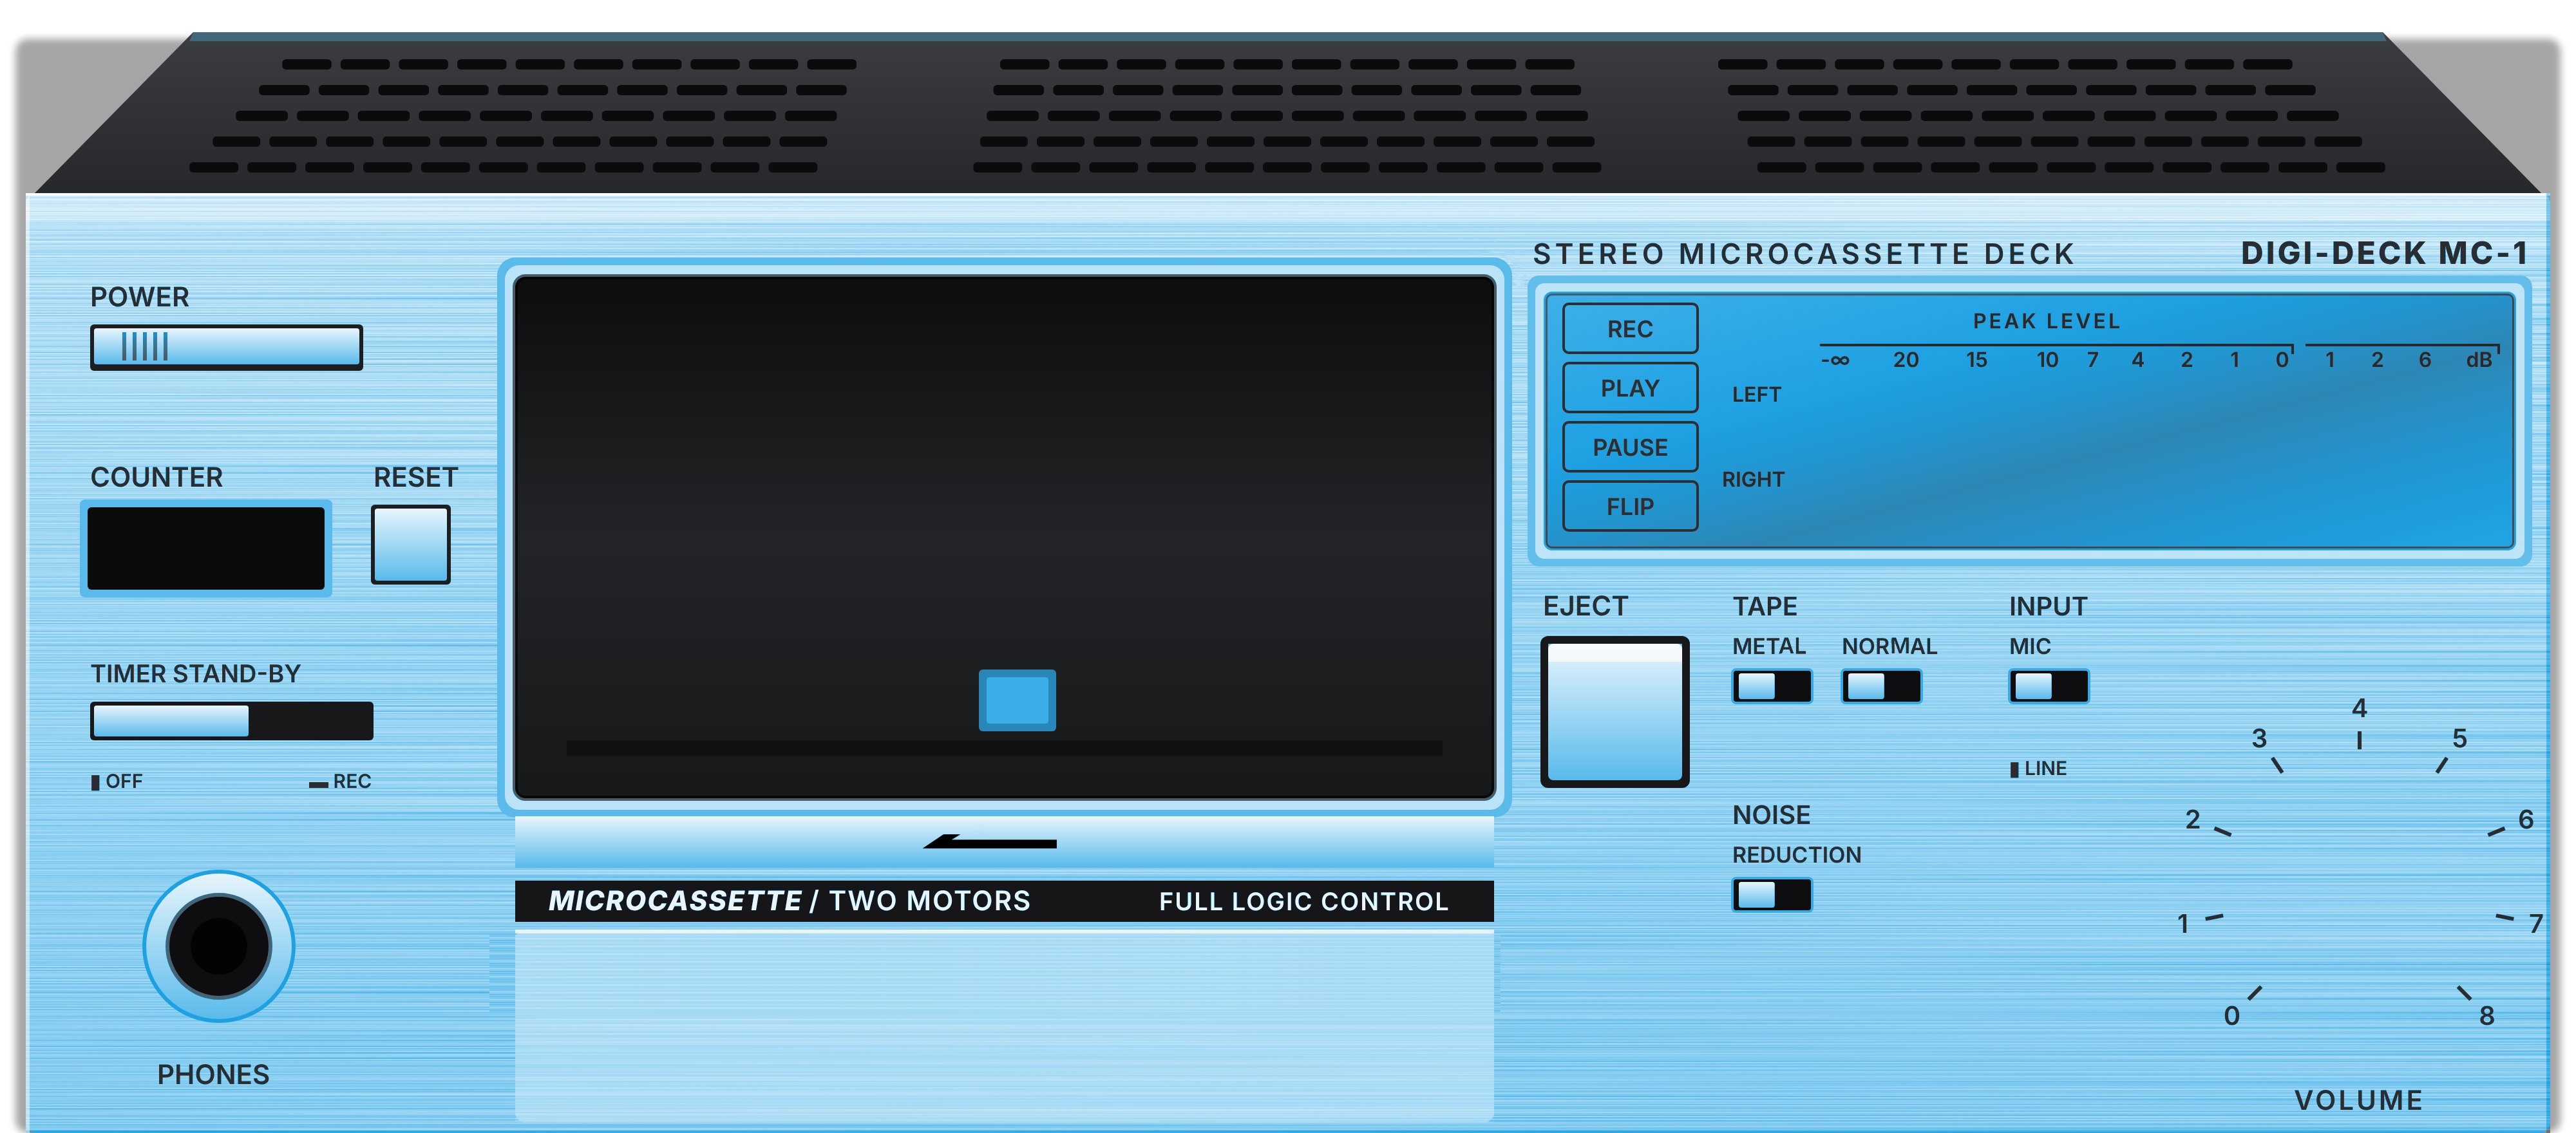 STEREO MICROCASSETTE DECK
DIGI-DECK MC-1
POWER
REC
PLAY
PAUSE
FLIP
PEAK LEVEL
-∞ 20 15 10 7 4 2 1 0 1 2 6 dB
LEFT
RIGHT
COUNTER
RESET
TIMER STAND-BY
OFF
REC
PHONES
EJECT
TAPE
METAL
NORMAL
INPUT
MIC
LINE
NOISE
REDUCTION
MICROCASSETTE / TWO MOTORS
FULL LOGIC CONTROL
0
1
2
3
4
5
6
7
8
VOLUME